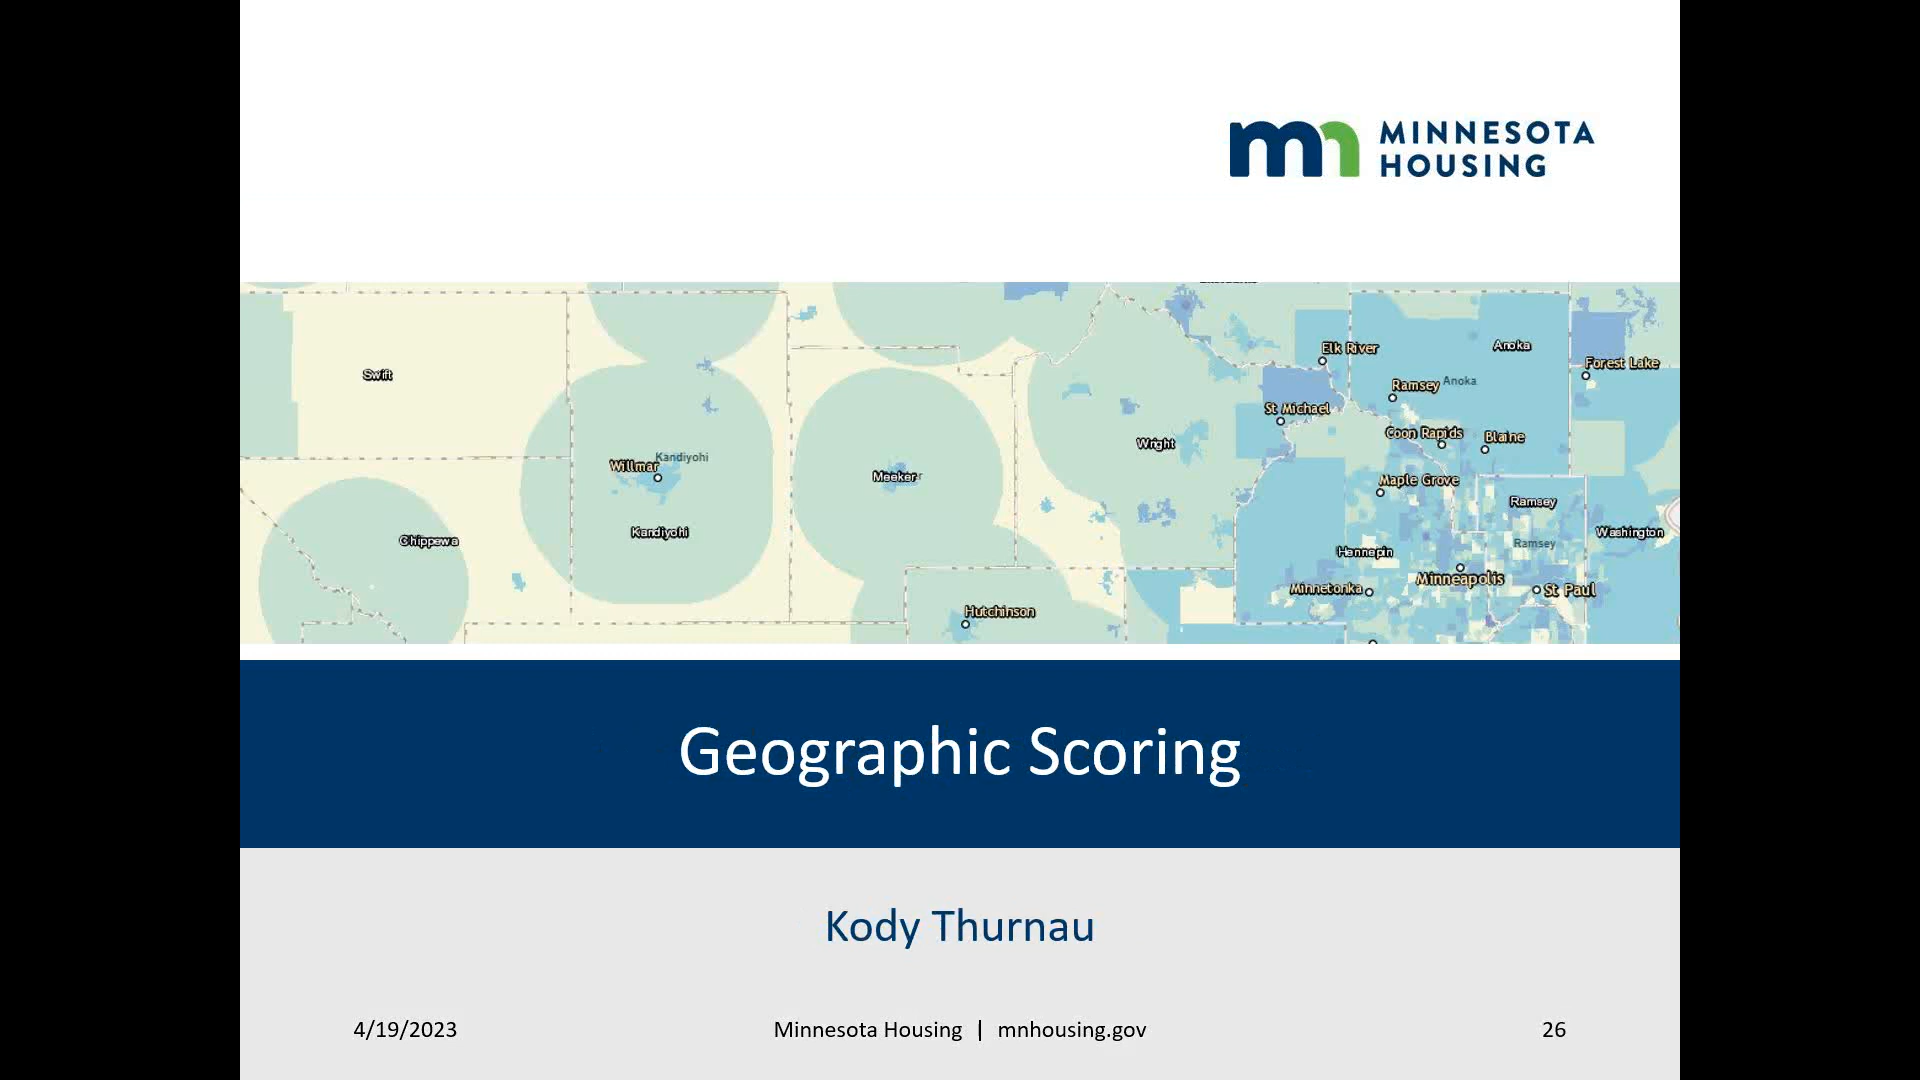 MINNESOTA
HOUSING
Swift
Elk River
Anoka
Forest Lake
Ramsey
Anoka
St Michael
Coon Rapids
Blaine
Wright
Willmar
Kandiyohi
Meeker
Maple Grove
Ramsey
Chippewa
Kandiyohi
Washington
Hennepin
Ramsey
Minneapolis
Minnetonka
St Paul
Hutchinson
Geographic Scoring
Kody Thurnau
4/19/2023
Minnesota Housing | mnhousing.gov
26